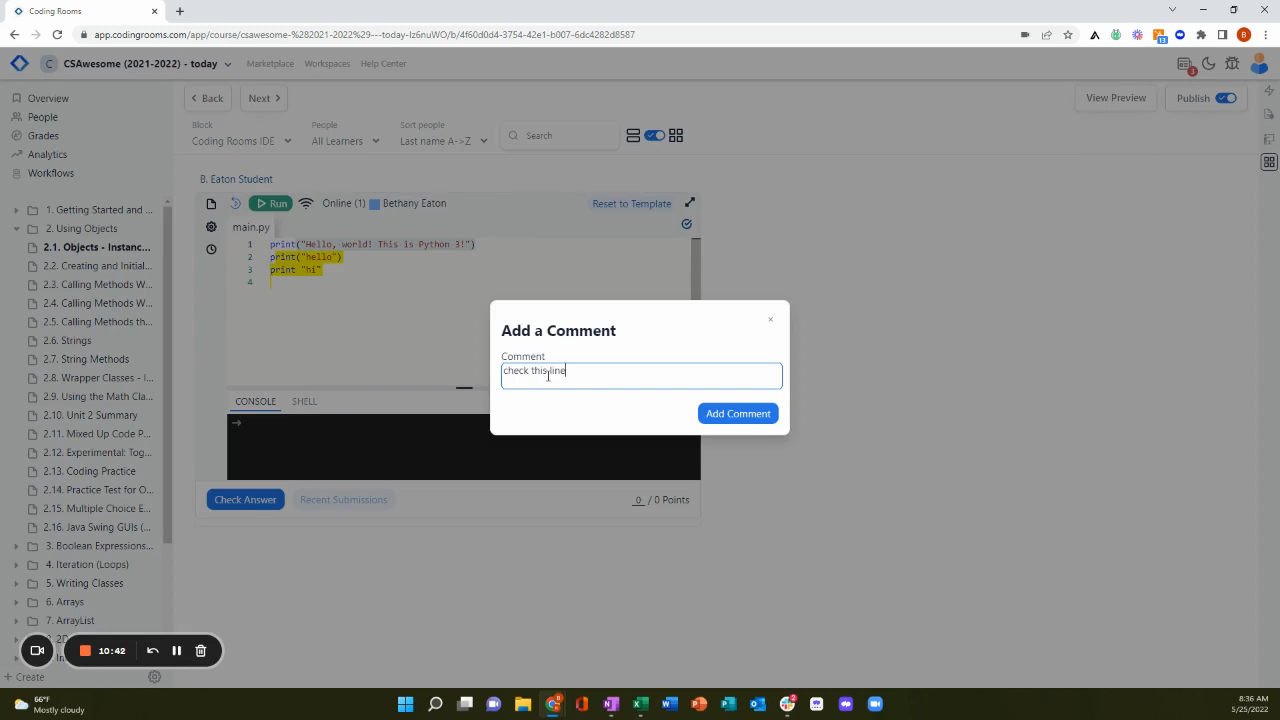 Coding Rooms
app.codingrooms.com/app/course/csawesome-%282021-2022%29---today-lz6nuWO/b/4f60d0d4-3754-42e1-b007-6dc4282d8587
13
B
C CSAwesome (2021-2022) - today
Marketplace Workspaces Help Center
3
Overview
People
Grades
Analytics
Workflows
Back
Next
View Preview
Publish
Block
Coding Rooms IDE
People
All Learners
Sort people
Last name A->Z
Search
1. Getting Started and ...
2. Using Objects
2.1. Objects - Instanc...
2.2. Creating and Initial...
2.3. Calling Methods W...
2.4. Calling Methods W...
2.5. Calling Methods th...
2.6. Strings
2.7. String Methods
2.8. Wrapper Classes - I...
2.9. Using the Math Cla...
2.10. Unit 2 Summary
2.11. Mixed Up Code P...
2.12. Experimental: Tog...
2.13. Coding Practice
2.14. Practice Test for O...
2.15. Multiple Choice E...
2.16. Java Swing GUIs (...
3. Boolean Expressions...
4. Iteration (Loops)
5. Writing Classes
6. Arrays
7. ArrayList
Create
B. Eaton Student
Run
Online (1) Bethany Eaton
Reset to Template
main.py
1 print("Hello, world! This is Python 3!")
2 print("hello")
3 print "hi"
4
CONSOLE SHELL
Check Answer
Recent Submissions
0 / 0 Points
Add a Comment
Comment
check this line
Add Comment
10:42
66°F
Mostly cloudy
2
8:36 AM
5/25/2022